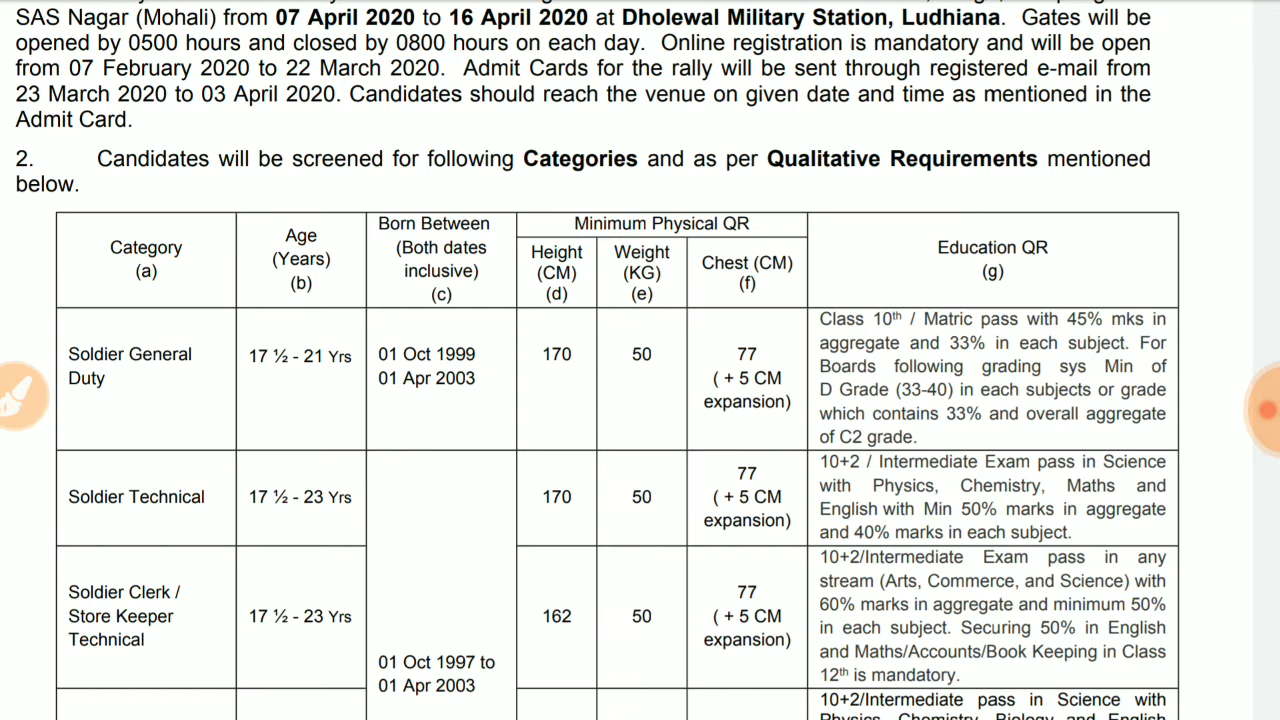 SAS Nagar (Mohali) from 07 April 2020 to 16 April 2020 at Dholewal Military Station, Ludhiana. Gates will be
opened by 0500 hours and closed by 0800 hours on each day. Online registration is mandatory and will be open
from 07 February 2020 to 22 March 2020. Admit Cards for the rally will be sent through registered e-mail from
23 March 2020 to 03 April 2020. Candidates should reach the venue on given date and time as mentioned in the
Admit Card.
2. Candidates will be screened for following Categories and as per Qualitative Requirements mentioned
below.
Category
(a)
Age
(Years)
(b)
Born Between
(Both dates
inclusive)
(c)
Minimum Physical QR
Height
(CM)
(d)
Weight
(KG)
(e)
Chest (CM)
(f)
Education QR
(g)
Soldier General
Duty
17 ½ - 21 Yrs
01 Oct 1999
01 Apr 2003
170
50
77
( + 5 CM
expansion)
Class 10th / Matric pass with 45% mks in
aggregate and 33% in each subject. For
Boards following grading sys Min of
D Grade (33-40) in each subjects or grade
which contains 33% and overall aggregate
of C2 grade.
Soldier Technical
17 ½ - 23 Yrs
170
50
77
( + 5 CM
expansion)
10+2 / Intermediate Exam pass in Science
with Physics, Chemistry, Maths and
English with Min 50% marks in aggregate
and 40% marks in each subject.
Soldier Clerk /
Store Keeper
Technical
17 ½ - 23 Yrs
01 Oct 1997 to
01 Apr 2003
162
50
77
( + 5 CM
expansion)
10+2/Intermediate Exam pass in any
stream (Arts, Commerce, and Science) with
60% marks in aggregate and minimum 50%
in each subject. Securing 50% in English
and Maths/Accounts/Book Keeping in Class
12th is mandatory.
10+2/Intermediate pass in Science with
Physics, Chemistry, Biology and English